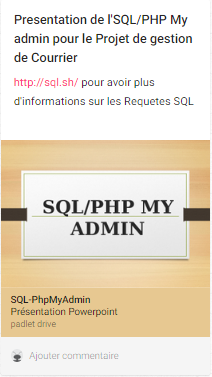 Presentation de l'SQL/PHP My
admin pour le Projet de gestion
de Courrier
http://sql.sh/ pour avoir plus
d'informations sur les Requetes SQL
SQL/PHP MY
ADMIN
SQL-PhpMyAdmin
Présentation Powerpoint
padlet drive
Ajouter commentaire